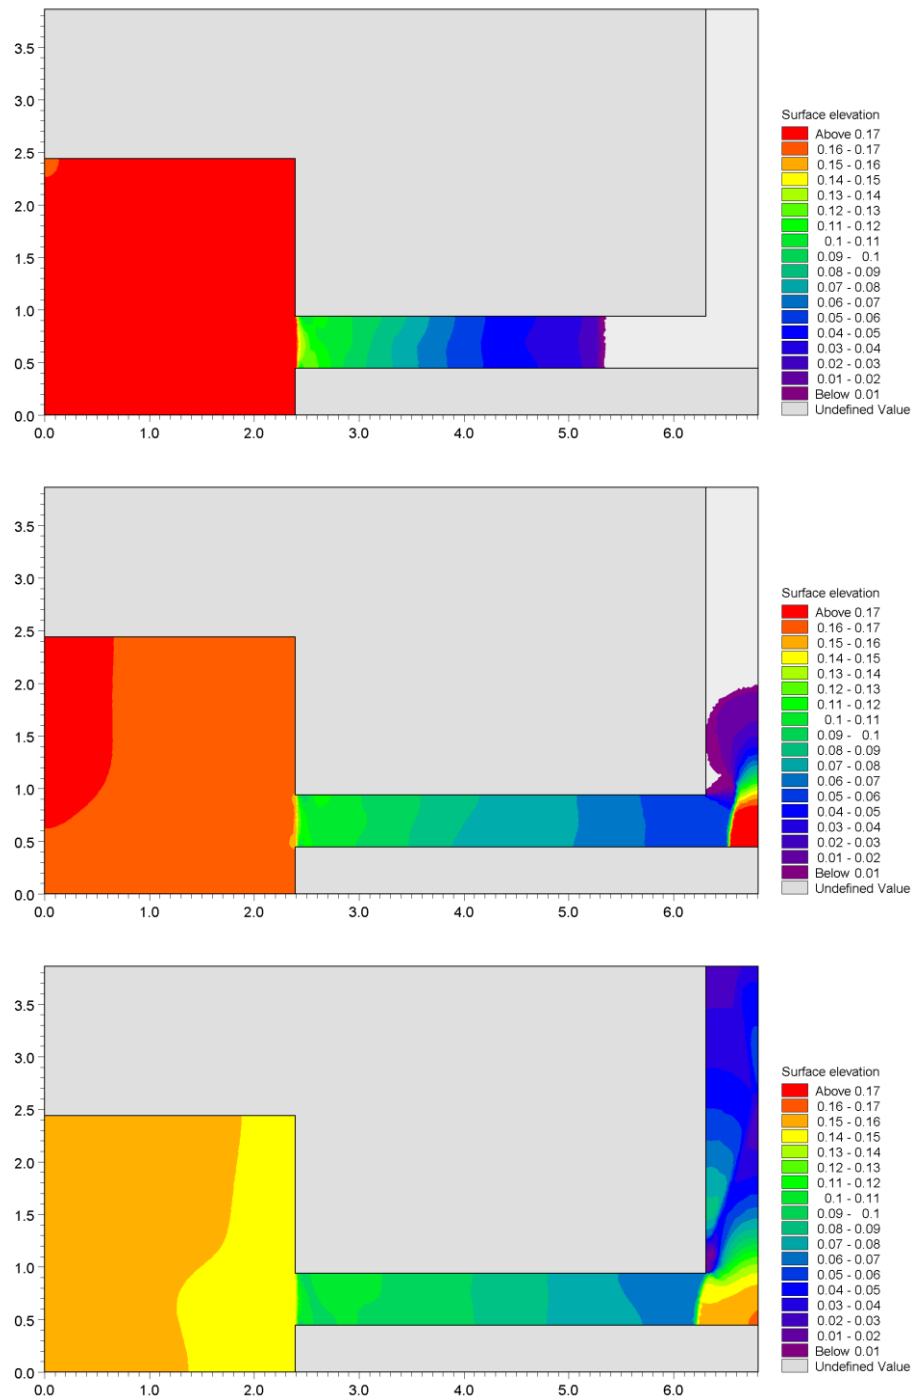 3.5
3.0
2.5
2.0
1.5
1.0
0.5
0.0
0.0 1.0 2.0 3.0 4.0 5.0 6.0
Surface elevation
Above 0.17
0.16 - 0.17
0.15 - 0.16
0.14 - 0.15
0.13 - 0.14
0.12 - 0.13
0.11 - 0.12
0.1 - 0.11
0.09 - 0.1
0.08 - 0.09
0.07 - 0.08
0.06 - 0.07
0.05 - 0.06
0.04 - 0.05
0.03 - 0.04
0.02 - 0.03
0.01 - 0.02
Below 0.01
Undefined Value
3.5
3.0
2.5
2.0
1.5
1.0
0.5
0.0
0.0 1.0 2.0 3.0 4.0 5.0 6.0
Surface elevation
Above 0.17
0.16 - 0.17
0.15 - 0.16
0.14 - 0.15
0.13 - 0.14
0.12 - 0.13
0.11 - 0.12
0.1 - 0.11
0.09 - 0.1
0.08 - 0.09
0.07 - 0.08
0.06 - 0.07
0.05 - 0.06
0.04 - 0.05
0.03 - 0.04
0.02 - 0.03
0.01 - 0.02
Below 0.01
Undefined Value
3.5
3.0
2.5
2.0
1.5
1.0
0.5
0.0
0.0 1.0 2.0 3.0 4.0 5.0 6.0
Surface elevation
Above 0.17
0.16 - 0.17
0.15 - 0.16
0.14 - 0.15
0.13 - 0.14
0.12 - 0.13
0.11 - 0.12
0.1 - 0.11
0.09 - 0.1
0.08 - 0.09
0.07 - 0.08
0.06 - 0.07
0.05 - 0.06
0.04 - 0.05
0.03 - 0.04
0.02 - 0.03
0.01 - 0.02
Below 0.01
Undefined Value